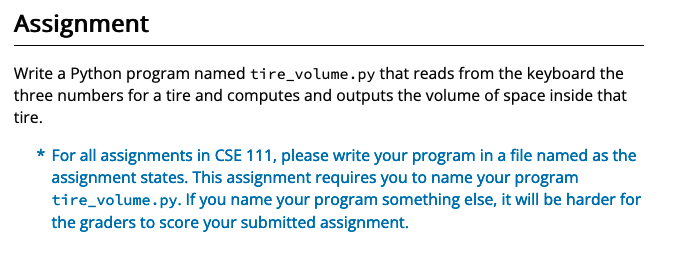 Assignment
Write a Python program named tire_volume.py that reads from the keyboard the
three numbers for a tire and computes and outputs the volume of space inside that
tire.
* For all assignments in CSE 111, please write your program in a file named as the
assignment states. This assignment requires you to name your program
tire_volume.py. If you name your program something else, it will be harder for
the graders to score your submitted assignment.